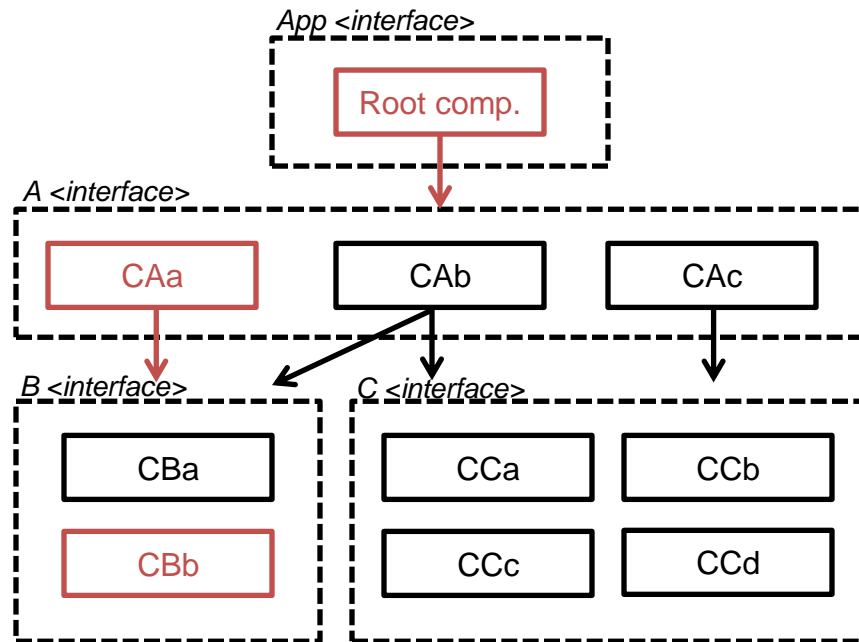 App <interface>
Root comp.
A <interface>
CAa
CAb
CAc
B <interface>
C <interface>
CBa
CCa
CCb
CBb
CCc
CCd